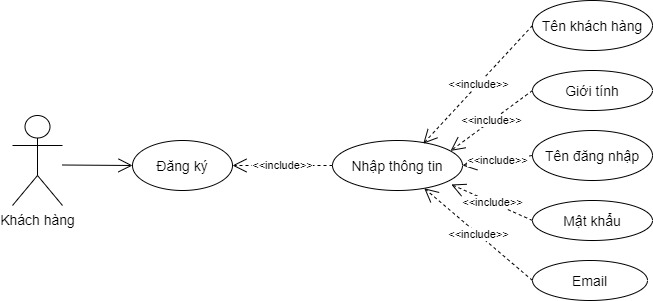 Tên khách hàng
<<include>>
Giới tính
<<include>>
Đăng ký
<<include>>
Nhập thông tin
<<include>>
Tên đăng nhập
<<include>>
Mật khẩu
Khách hàng
<<include>>
Email